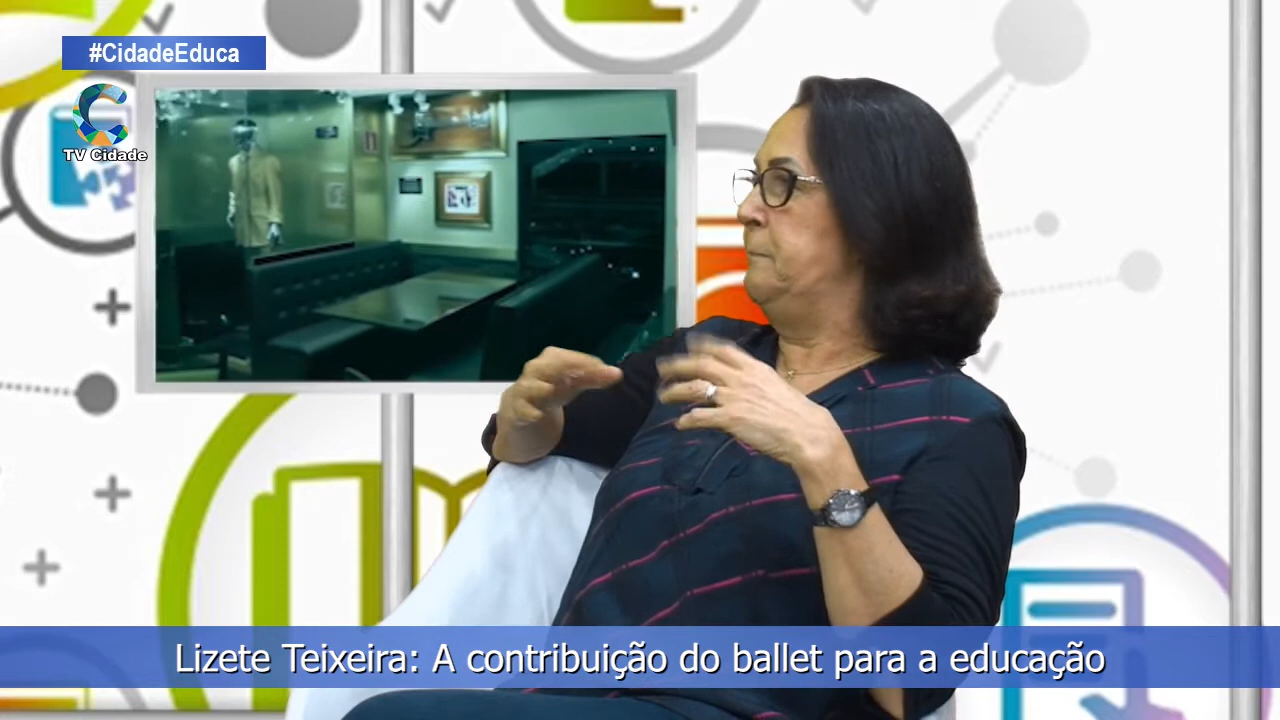 #CidadeEduca
TV Cidade
Lizete Teixeira: A contribuição do ballet para a educação